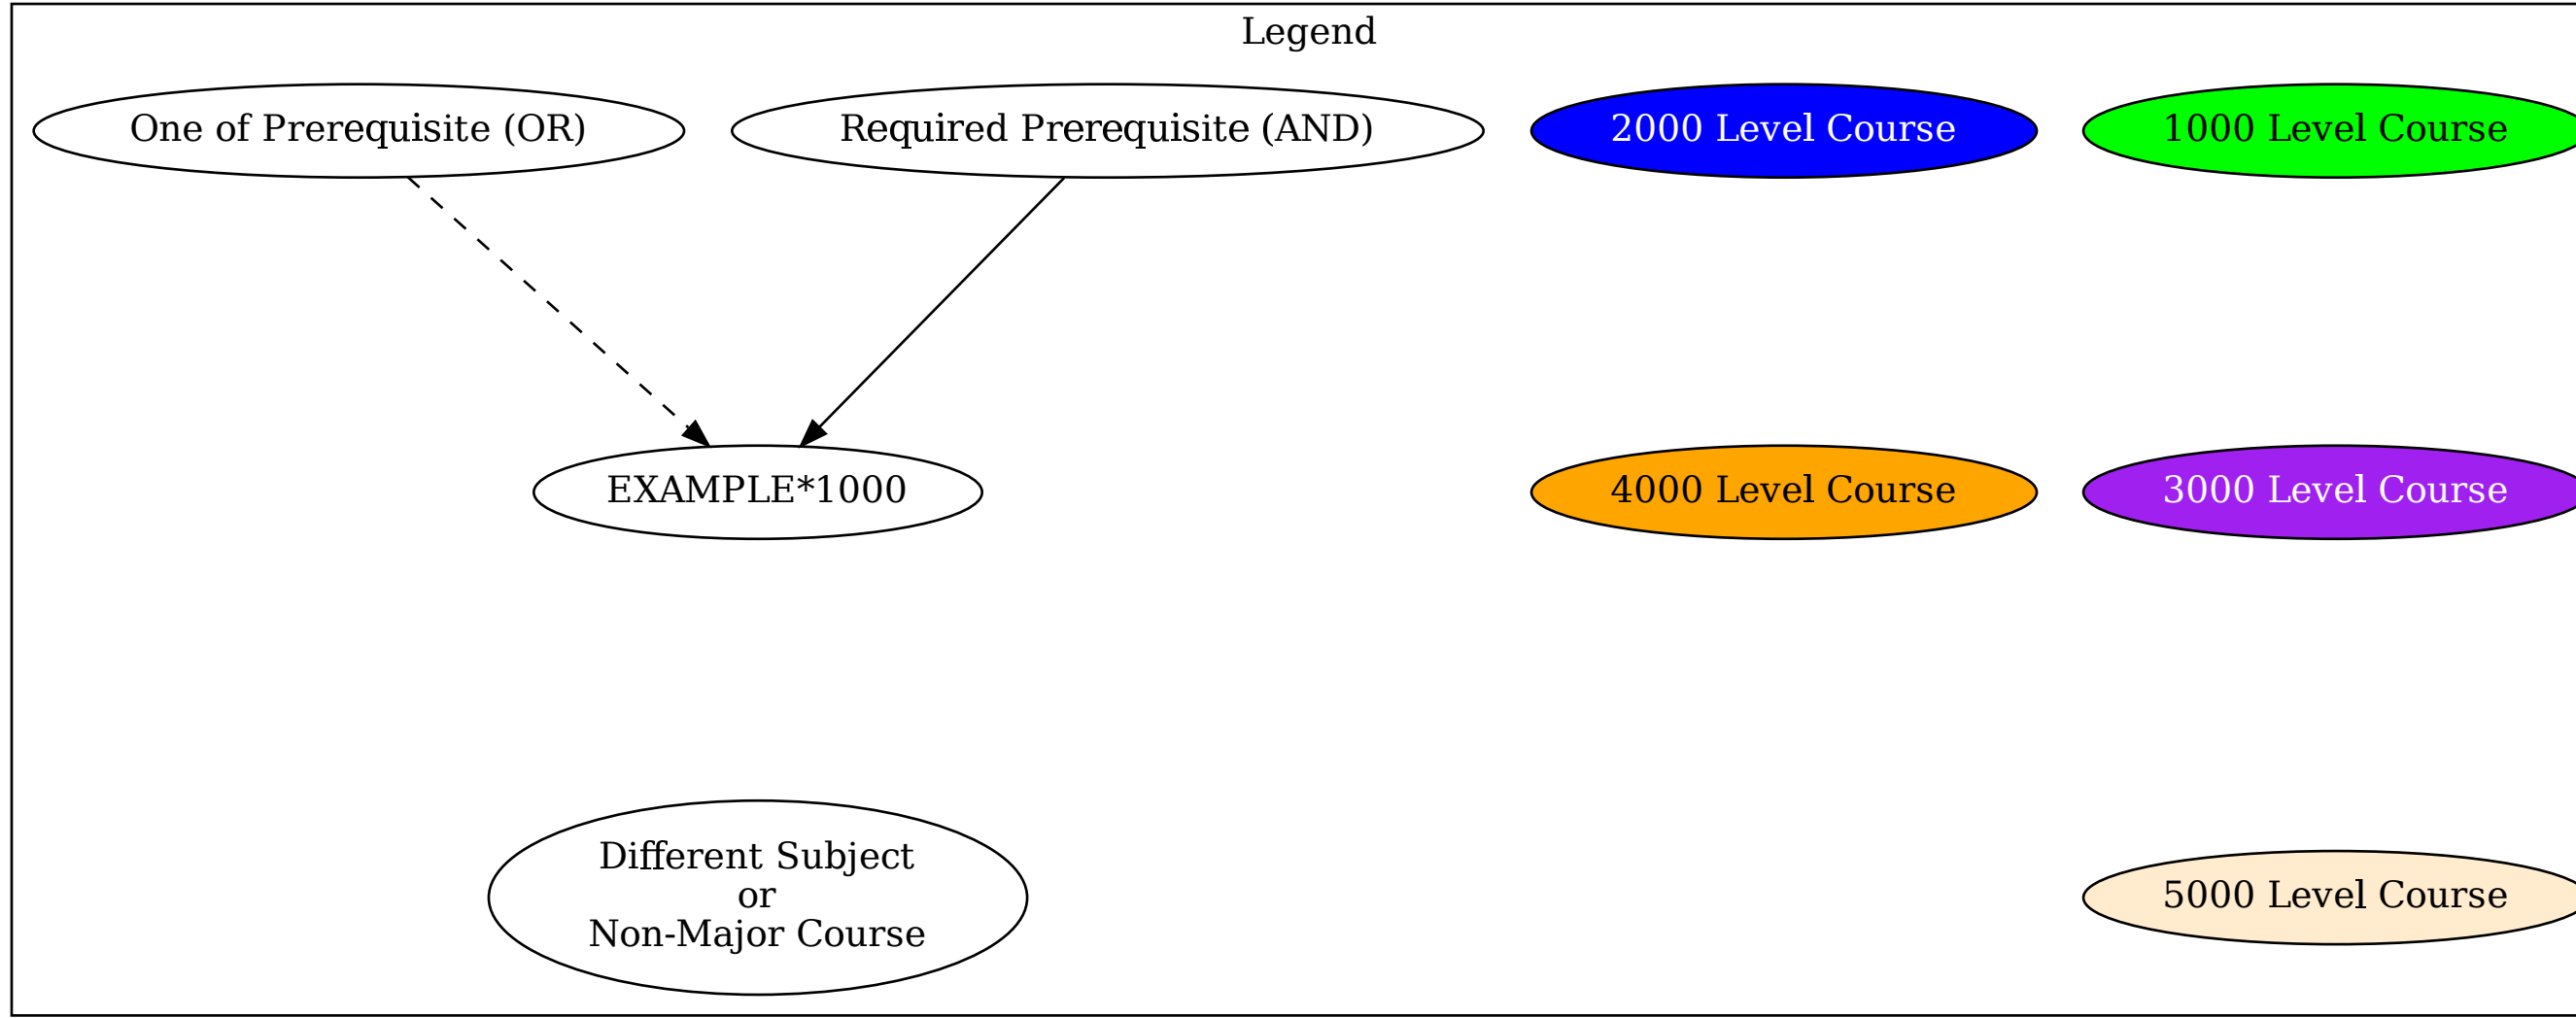 Legend
One of Prerequisite (OR)
Required Prerequisite (AND)
2000 Level Course
1000 Level Course
EXAMPLE*1000
4000 Level Course
3000 Level Course
Different Subject
or
Non-Major Course
5000 Level Course